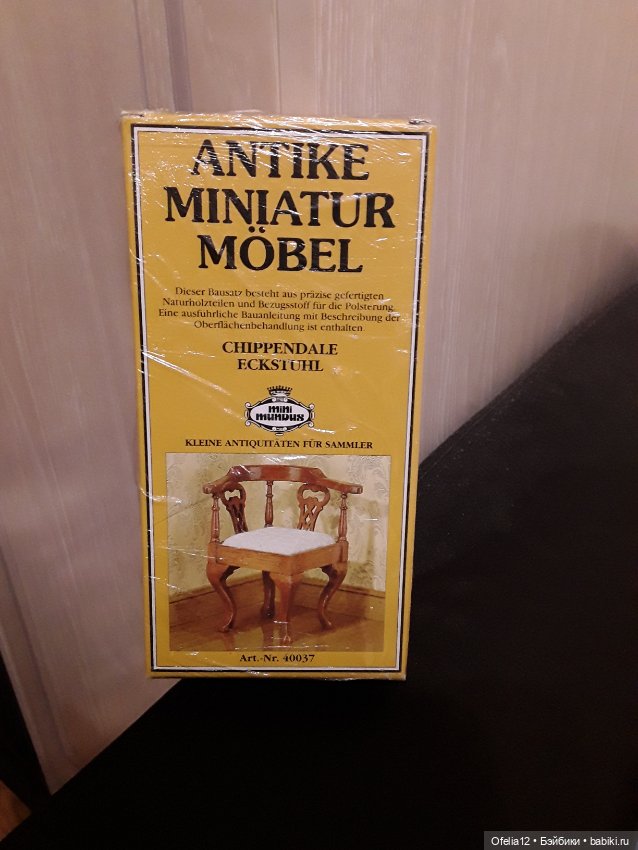 ANTIKE
MINIATUR
MÖBEL
Dieser Bausatz besteht aus präzise gefertigten
Naturholzteilen und Bezugsstoff für die Polsterung.
Eine ausführliche Bauanleitung mit Beschreibung der
Oberflächenbehandlung ist enthalten
CHIPPENDALE
ECKSTUHL
mini
mundus
KLEINE ANTIQUITÄTEN FÜR SAMMLER
Art.-Nr. 40037
Ofelia12 • Бэйбики • babiki.ru